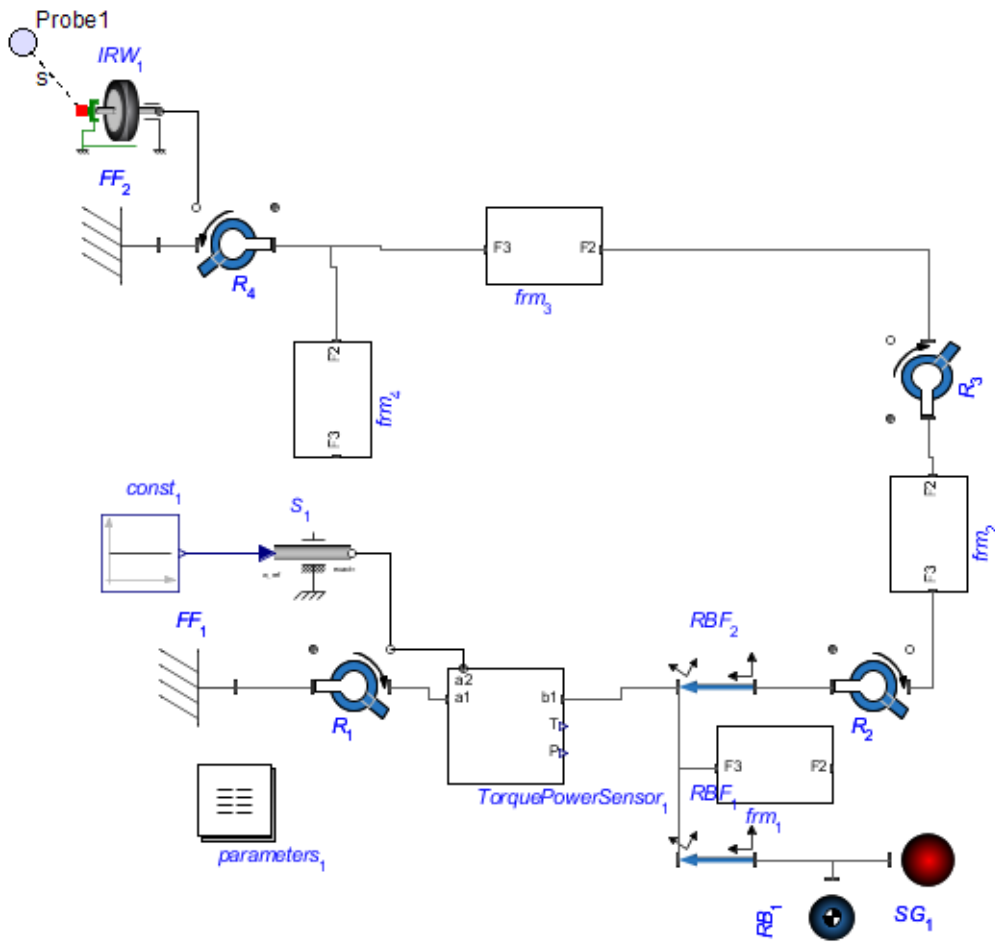 Probe1
IRW1
S
FF2
F3
F2
R4
frm3
F2
F3
frm4
R3
const1
S1
F2
F3
frm2
FF1
RBF2
a2
a1
b1
T
P
R1
R2
F3
F2
RBF1
TorquePowerSensor1
frm1
parameters1
RB1
SG1